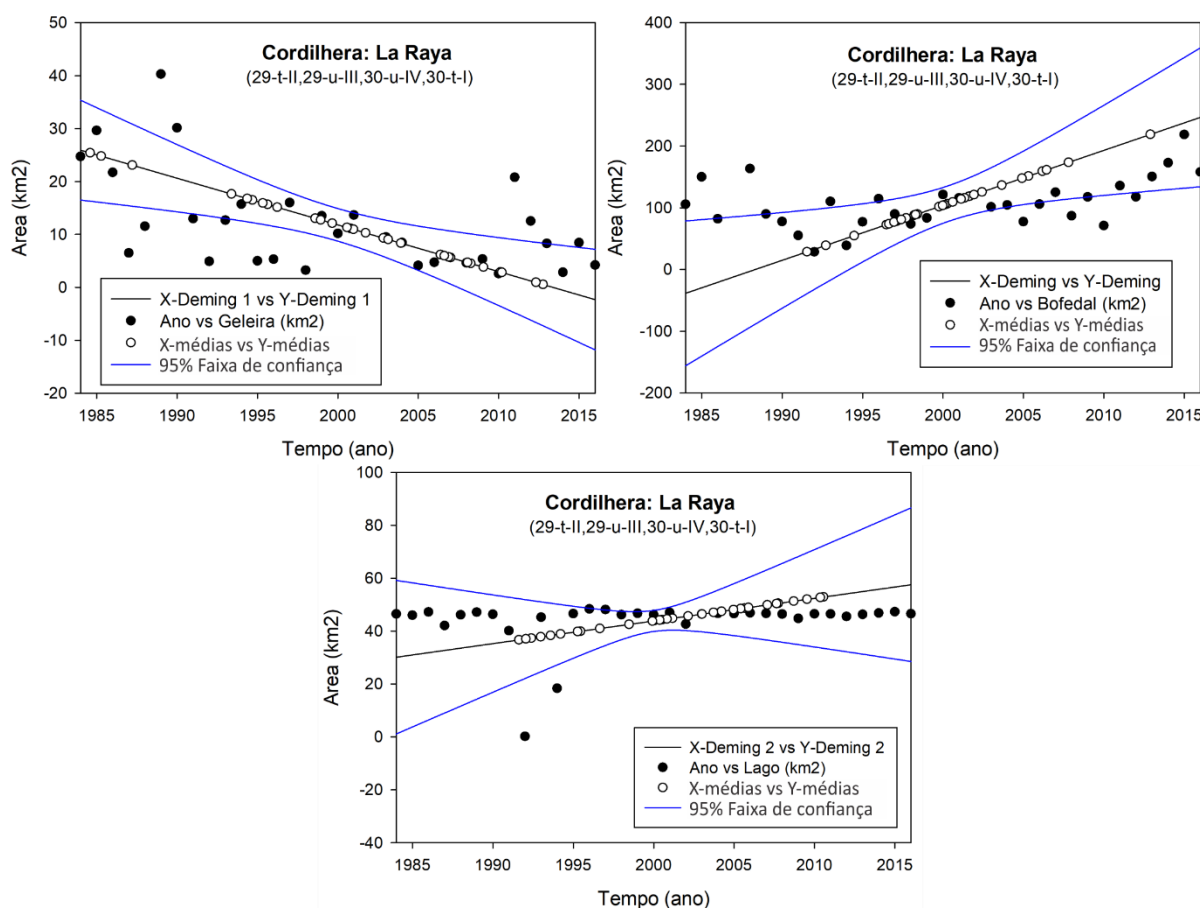 Cordilhera: La Raya
(29-t-II,29-u-III,30-u-IV,30-t-I)
Area (km2)
50
40
30
20
10
0
-10
-20
X-Deming 1 vs Y-Deming 1
Ano vs Geleira (km2)
X-médias vs Y-médias
95% Faixa de confiança
1985 1990 1995 2000 2005 2010 2015
Tempo (ano)
Cordilhera: La Raya
(29-t-II,29-u-III,30-u-IV,30-t-I)
Area (km2)
400
300
200
100
0
-100
-200
X-Deming vs Y-Deming
Ano vs Bofedal (km2)
X-médias vs Y-médias
95% Faixa de confiança
1985 1990 1995 2000 2005 2010 2015
Tempo (ano)
Cordilhera: La Raya
(29-t-II,29-u-III,30-u-IV,30-t-I)
Area (km2)
100
80
60
40
20
0
-20
-40
X-Deming 2 vs Y-Deming 2
Ano vs Lago (km2)
X-médias vs Y-médias
95% Faixa de confiança
1985 1990 1995 2000 2005 2010 2015
Tempo (ano)